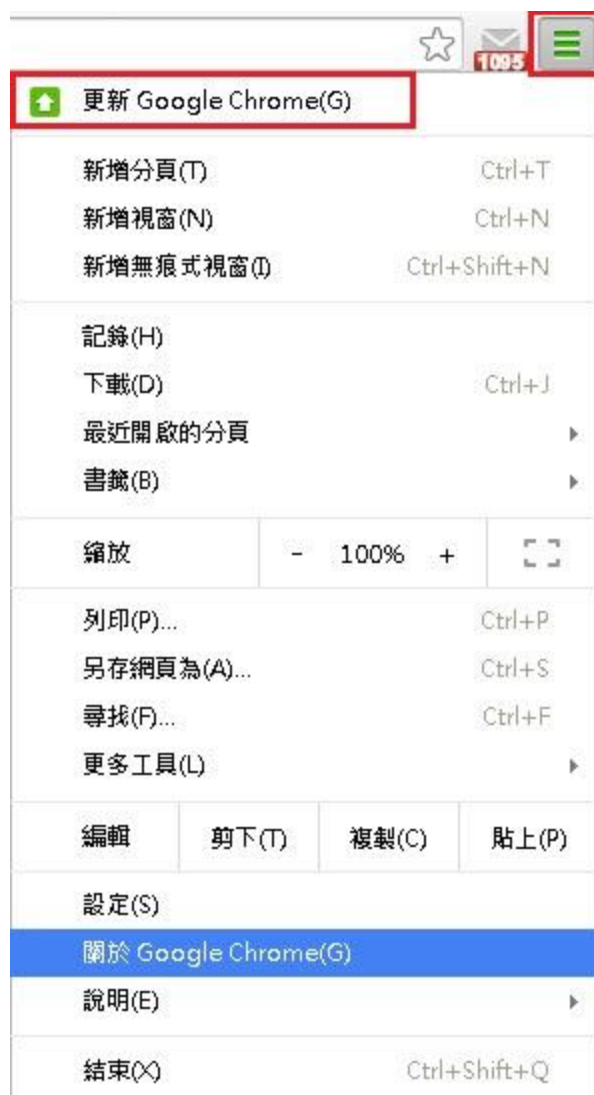 1095
更新 Google Chrome(G)
新增分頁(T) Ctrl+T
新增視窗(N) Ctrl+N
新增無痕式視窗(I) Ctrl+Shift+N
記錄(H)
下載(D) Ctrl+J
最近開啟的分頁
書籤(B)
縮放 - 100% +
列印(P)... Ctrl+P
另存網頁為(A)... Ctrl+S
尋找(F)... Ctrl+F
更多工具(L)
編輯 剪下(T) 複製(C) 貼上(P)
設定(S)
關於 Google Chrome(G)
說明(E)
結束(X) Ctrl+Shift+Q